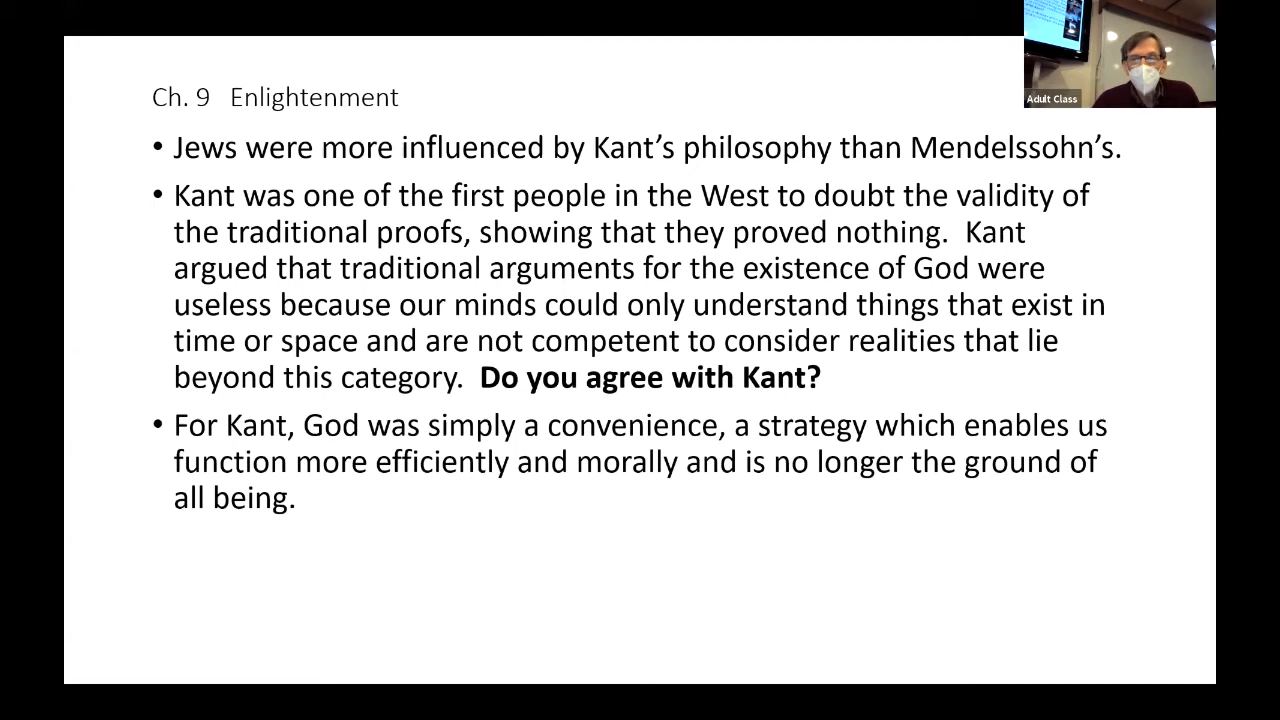 Ch. 9 Enlightenment
• Jews were more influenced by Kant’s philosophy than Mendelssohn’s.
• Kant was one of the first people in the West to doubt the validity of
the traditional proofs, showing that they proved nothing. Kant
argued that traditional arguments for the existence of God were
useless because our minds could only understand things that exist in
time or space and are not competent to consider realities that lie
beyond this category. Do you agree with Kant?
• For Kant, God was simply a convenience, a strategy which enables us
function more efficiently and morally and is no longer the ground of
all being.
Adult Class